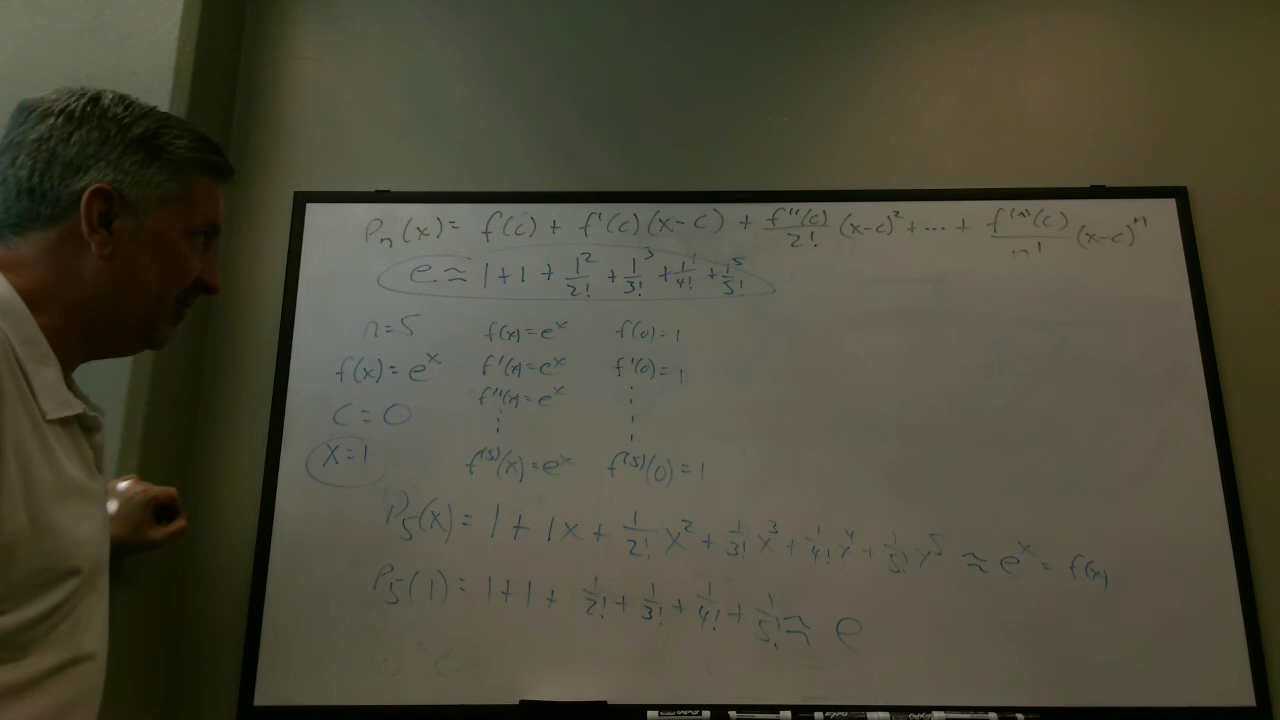 Pₙ(x) = f(c) + f'(c)(x-c) + f''(c)/2! (x-c)² + ... + f⁽ⁿ⁾(c)/n! (x-c)ⁿ
e ≈ 1 + 1 + 1²/2! + 1³/3! + 1⁴/4! + 1⁵/5!
n = 5 f(x) = eˣ f(0) = 1
f(x) = eˣ f'(x) = eˣ f'(0) = 1
f''(x) = eˣ
c = 0 ⋮ ⋮
x = 1 f⁽⁵⁾(x) = eˣ f⁽⁵⁾(0) = 1
P₅(x) = 1 + 1x + 1/2! x² + 1/3! x³ + 1/4! x⁴ + 1/5! x⁵ ≈ eˣ = f(x)
P₅(1) = 1 + 1 + 1/2! + 1/3! + 1/4! + 1/5! ≈ e